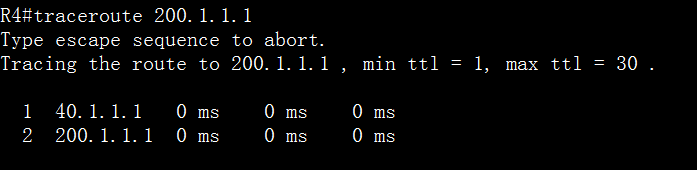 R4#traceroute 200.1.1.1
Type escape sequence to abort.
Tracing the route to 200.1.1.1 , min ttl = 1, max ttl = 30 .
1 40.1.1.1 0 ms 0 ms 0 ms
2 200.1.1.1 0 ms 0 ms 0 ms